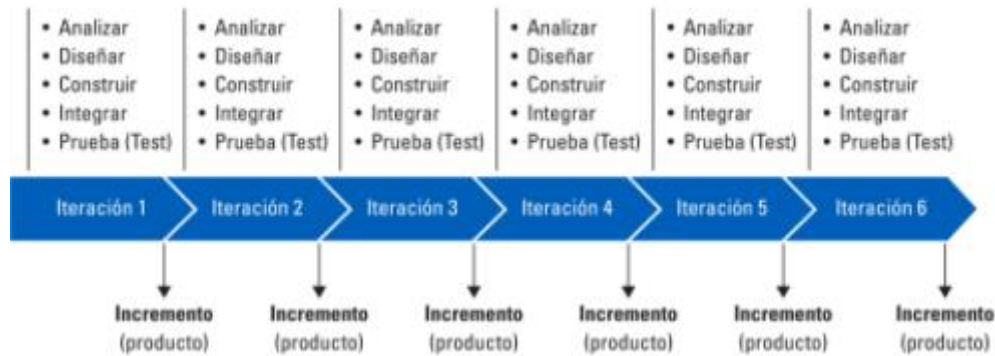 • Analizar
• Diseñar
• Construir
• Integrar
• Prueba (Test)
• Analizar
• Diseñar
• Construir
• Integrar
• Prueba (Test)
• Analizar
• Diseñar
• Construir
• Integrar
• Prueba (Test)
• Analizar
• Diseñar
• Construir
• Integrar
• Prueba (Test)
• Analizar
• Diseñar
• Construir
• Integrar
• Prueba (Test)
• Analizar
• Diseñar
• Construir
• Integrar
• Prueba (Test)
Iteración 1
Iteración 2
Iteración 3
Iteración 4
Iteración 5
Iteración 6
Incremento
(producto)
Incremento
(producto)
Incremento
(producto)
Incremento
(producto)
Incremento
(producto)
Incremento
(producto)